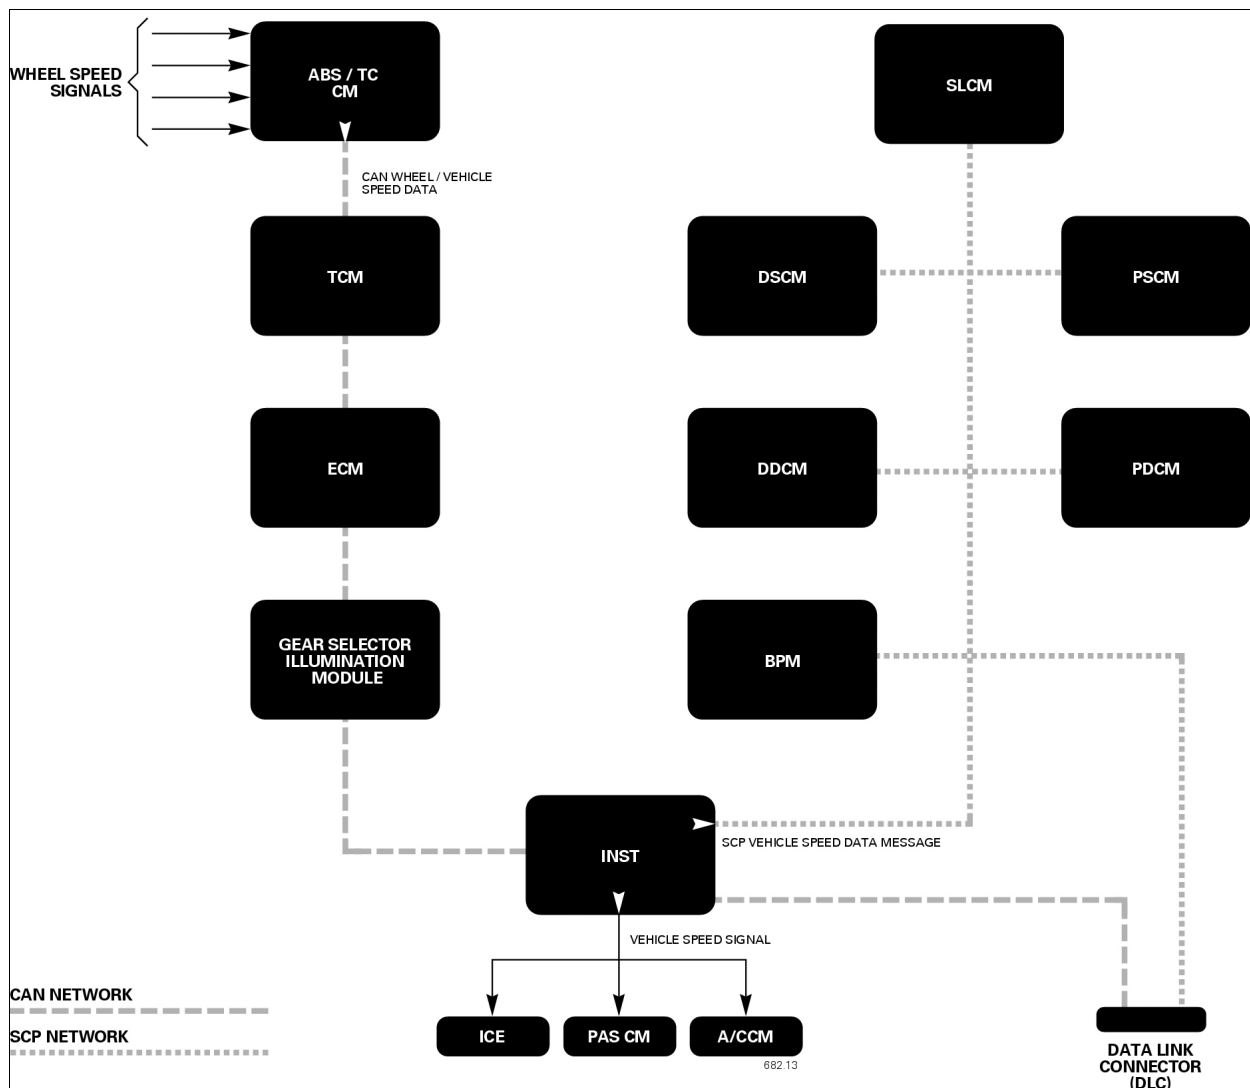 WHEEL SPEED
SIGNALS
ABS / TC
CM
SLCM
CAN WHEEL / VEHICLE
SPEED DATA
TCM
DSCM
PSCM
ECM
DDCM
PDCM
GEAR SELECTOR
ILLUMINATION
MODULE
BPM
INST
SCP VEHICLE SPEED DATA MESSAGE
VEHICLE SPEED SIGNAL
CAN NETWORK
SCP NETWORK
ICE
PAS CM
A/CCM
682.13
DATA LINK
CONNECTOR
(DLC)